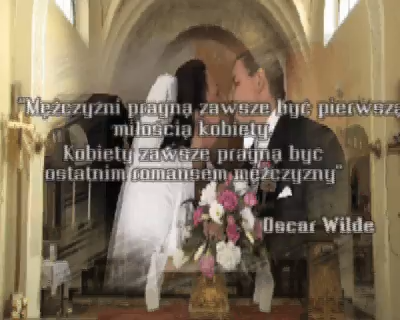 "Mężczyźni pragną zawsze być pierwszą
miłością kobiety.
Kobiety zawsze pragną być
ostatnim romansem mężczyzny"
Oscar Wilde